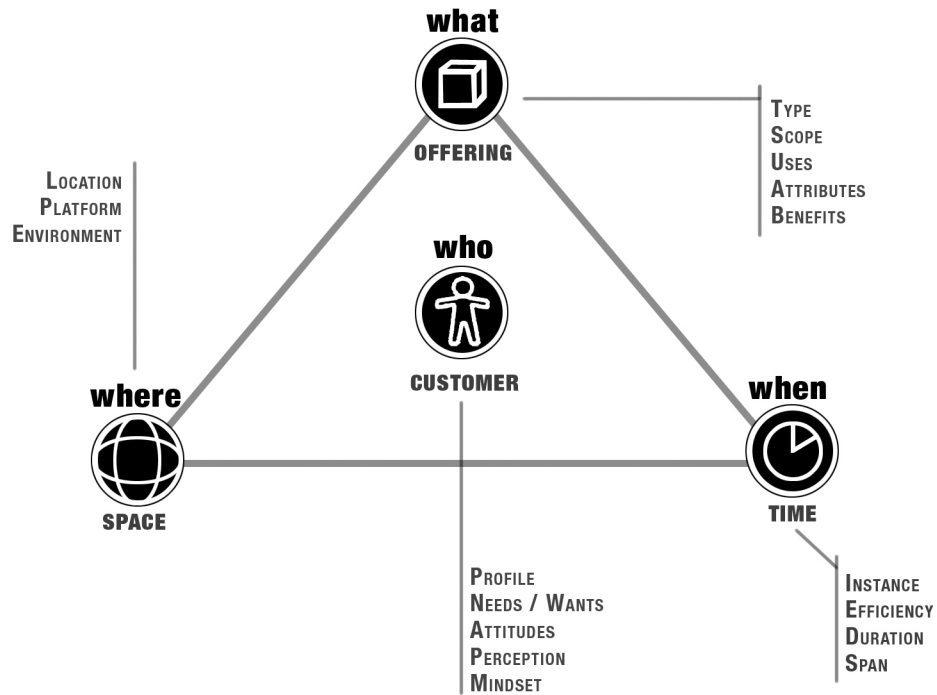 what
OFFERING
TYPE
SCOPE
USES
ATTRIBUTES
BENEFITS
LOCATION
PLATFORM
ENVIRONMENT
who
CUSTOMER
where
SPACE
when
TIME
PROFILE
NEEDS / WANTS
ATTITUDES
PERCEPTION
MINDSET
INSTANCE
EFFICIENCY
DURATION
SPAN